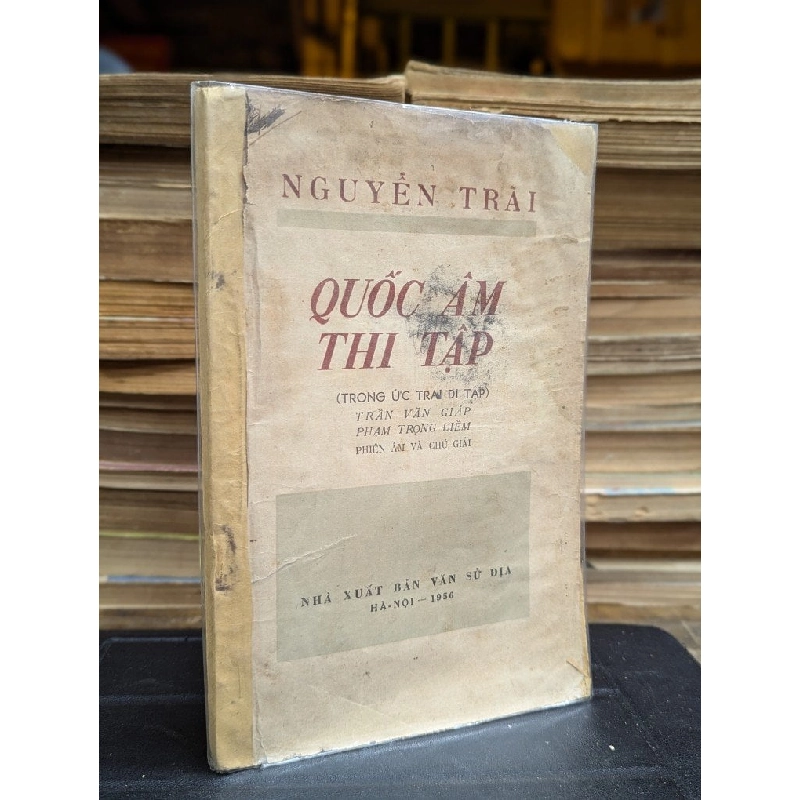 NGUYỄN TRÃI
QUỐC ÂM
THI TẬP
(TRONG ỨC TRAI DI TẬP)
TRẦN VĂN GIÁP
PHẠM TRỌNG ĐIỀM
PHIÊN ÂM VÀ CHÚ GIẢI
NHÀ XUẤT BẢN VĂN SỬ ĐỊA
HÀ-NỘI — 1956